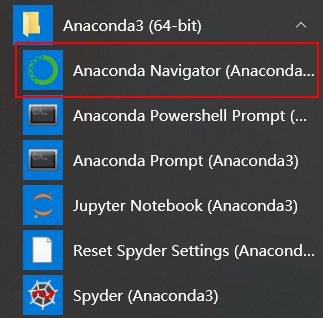 Anaconda3 (64-bit)
Anaconda Navigator (Anaconda...
Anaconda Powershell Prompt (...
Anaconda Prompt (Anaconda3)
Jupyter Notebook (Anaconda3)
Reset Spyder Settings (Anacond...
Spyder (Anaconda3)